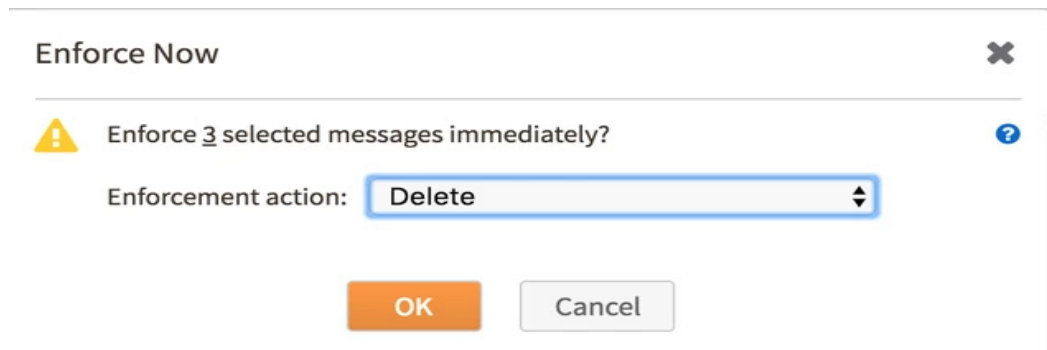 Enforce Now
Enforce 3 selected messages immediately?
Enforcement action: Delete
OK Cancel